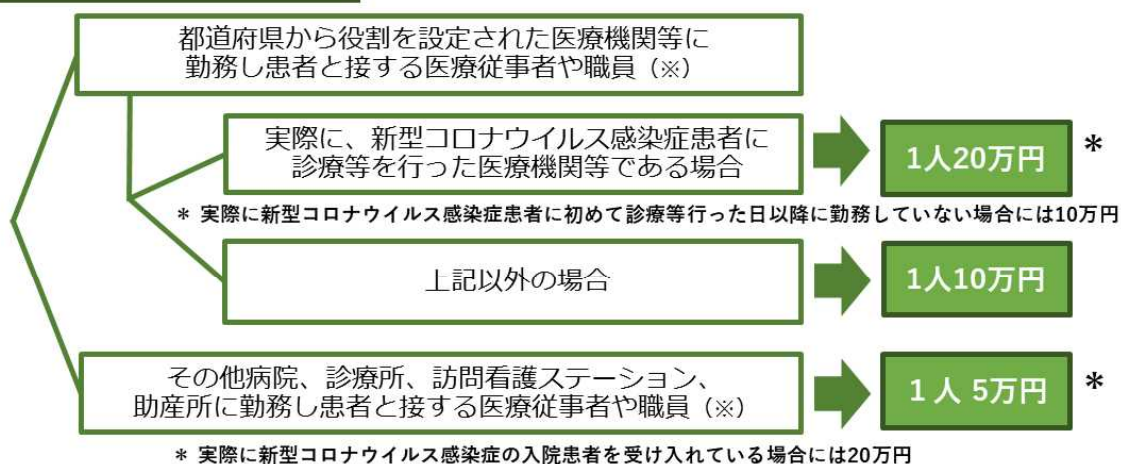 都道府県から役割を設定された医療機関等に
勤務し患者と接する医療従事者や職員（※）
実際に、新型コロナウイルス感染症患者に
診療等を行った医療機関等である場合
1人20万円 *
* 実際に新型コロナウイルス感染症患者に初めて診療等行った日以降に勤務していない場合には10万円
上記以外の場合
1人10万円
その他病院、診療所、訪問看護ステーション、
助産所に勤務し患者と接する医療従事者や職員（※）
1人 5万円 *
* 実際に新型コロナウイルス感染症の入院患者を受け入れている場合には20万円